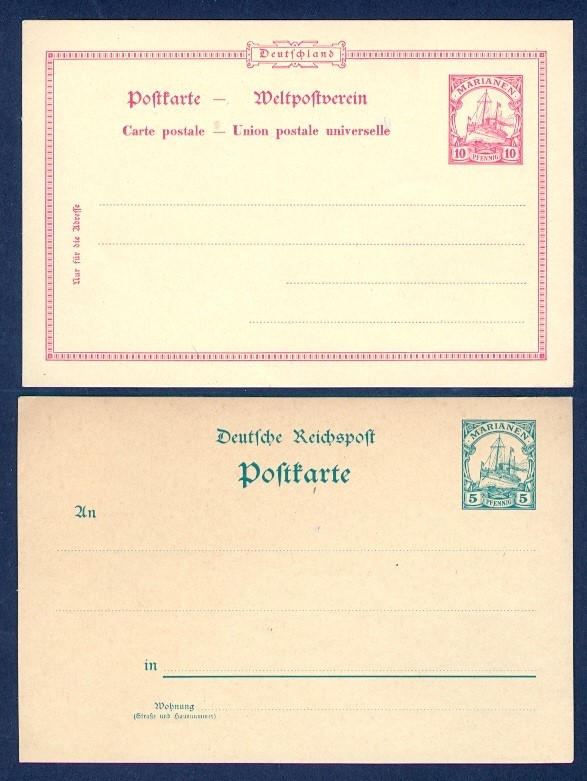 Deutschland
Postkarte — Weltpostverein
Carte postale — Union postale universelle
MARIANEN
10 PFENNIG 10
Nur für die Adresse
Deutsche Reichspost
Postkarte
MARIANEN
5 PFENNIG 5
An
in
Wohnung
(Straße und Hausnummer)